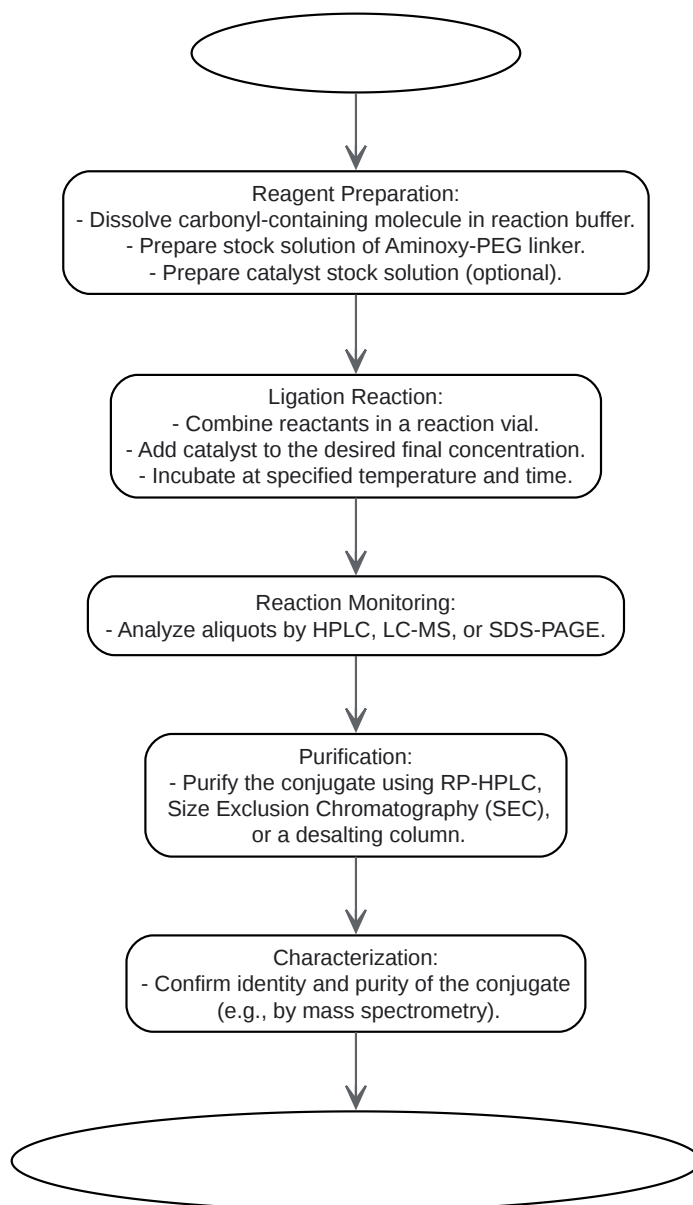 Reagent Preparation:
- Dissolve carbonyl-containing molecule in reaction buffer.
- Prepare stock solution of Aminoxy-PEG linker.
- Prepare catalyst stock solution (optional).
Ligation Reaction:
- Combine reactants in a reaction vial.
- Add catalyst to the desired final concentration.
- Incubate at specified temperature and time.
Reaction Monitoring:
- Analyze aliquots by HPLC, LC-MS, or SDS-PAGE.
Purification:
- Purify the conjugate using RP-HPLC,
Size Exclusion Chromatography (SEC),
or a desalting column.
Characterization:
- Confirm identity and purity of the conjugate
(e.g., by mass spectrometry).